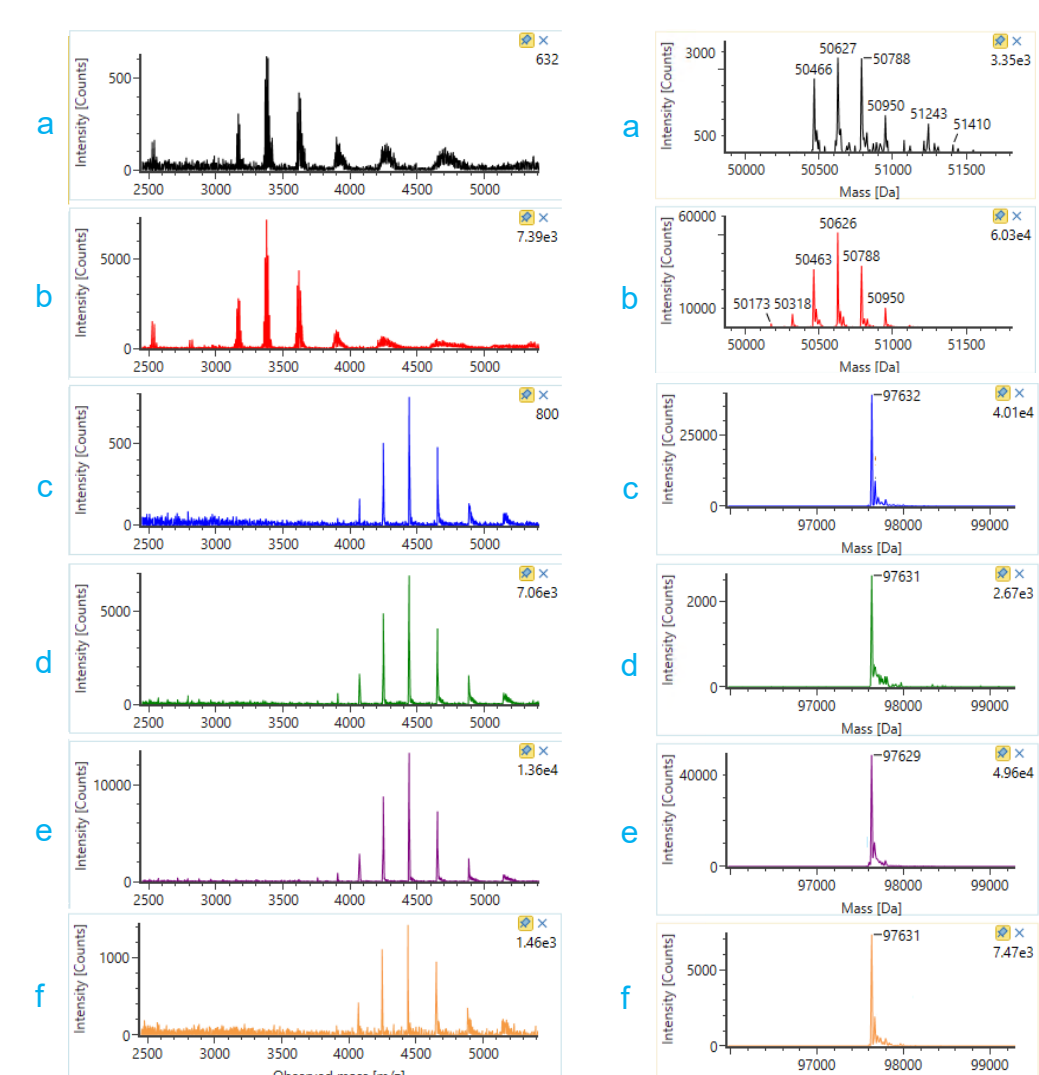 a
Intensity [Counts]
632
500
0
2500 3000 3500 4000 4500 5000
b
Intensity [Counts]
7.39e3
5000
0
2500 3000 3500 4000 4500 5000
c
Intensity [Counts]
800
500
0
2500 3000 3500 4000 4500 5000
d
Intensity [Counts]
7.06e3
5000
0
2500 3000 3500 4000 4500 5000
e
Intensity [Counts]
1.36e4
10000
0
2500 3000 3500 4000 4500 5000
f
Intensity [Counts]
1.46e3
1000
0
2500 3000 3500 4000 4500 5000
Observed mass [m/z]
a
Intensity [Counts]
3.35e3
3000
500
50466
50627
50788
50950
51243
51410
50000 50500 51000 51500
Mass [Da]
b
Intensity [Counts]
6.03e4
60000
10000
50173
50318
50463
50626
50788
50950
50000 50500 51000 51500
Mass [Da]
c
Intensity [Counts]
4.01e4
25000
0
97632
97000 98000 99000
Mass [Da]
d
Intensity [Counts]
2.67e3
2000
0
97631
97000 98000 99000
Mass [Da]
e
Intensity [Counts]
4.96e4
40000
0
97629
97000 98000 99000
Mass [Da]
f
Intensity [Counts]
7.47e3
5000
0
97631
97000 98000 99000